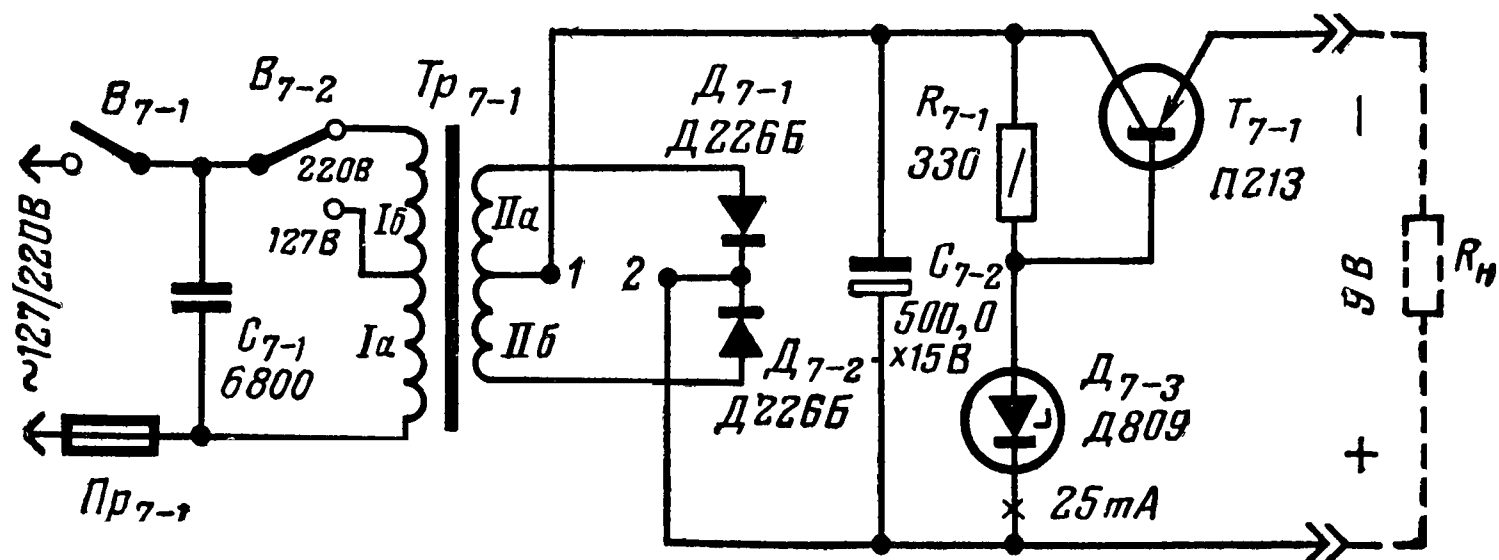 ~127/220В
В7-1
В7-2
220В
127В
Iб
Iа
С7-1
6800
Пр7-1
Тр7-1
IIа
IIб
1
2
Д7-1
Д226Б
Д7-2
Д226Б
С7-2
500,0
×15В
R7-1
330
Т7-1
П213
Д7-3
Д809
25mA
−
9В
+
Rн